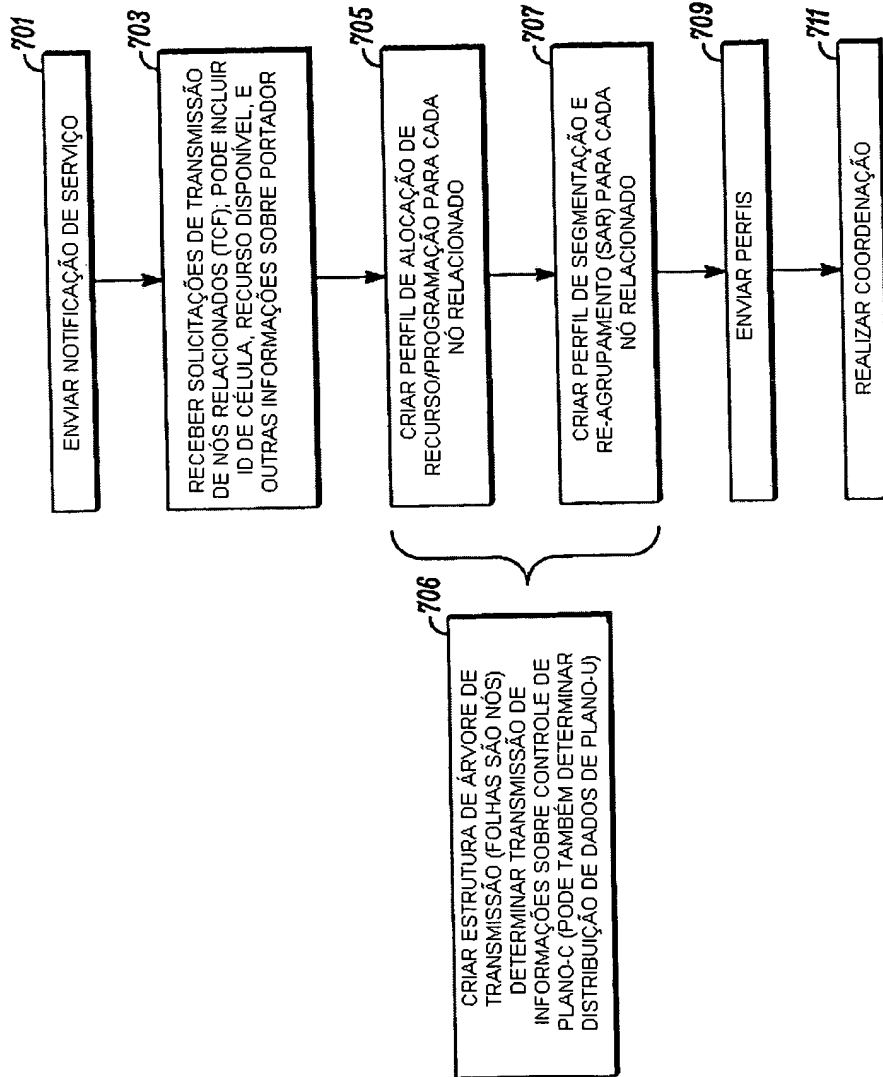 701
ENVIAR NOTIFICAÇÃO DE SERVIÇO
703
RECEBER SOLICITAÇÕES DE TRANSMISSÃO
DE NÓS RELACIONADOS (TCF); PODE INCLUIR
ID DE CÉLULA, RECURSO DISPONÍVEL, E
OUTRAS INFORMAÇÕES SOBRE PORTADOR
705
CRIAR PERFIL DE ALOCAÇÃO DE
RECURSO/PROGRAMAÇÃO PARA CADA
NÓ RELACIONADO
706
CRIAR ESTRUTURA DE ÁRVORE DE
TRANSMISSÃO (FOLHAS SÃO NÓS)
DETERMINAR TRANSMISSÃO DE
INFORMAÇÕES SOBRE CONTROLE DE
PLANO-C (PODE TAMBÉM DETERMINAR
DISTRIBUIÇÃO DE DADOS DE PLANO-U)
707
CRIAR PERFIL DE SEGMENTAÇÃO E
RE-AGRUPAMENTO (SAR) PARA CADA
NÓ RELACIONADO
709
ENVIAR PERFIS
711
REALIZAR COORDENAÇÃO